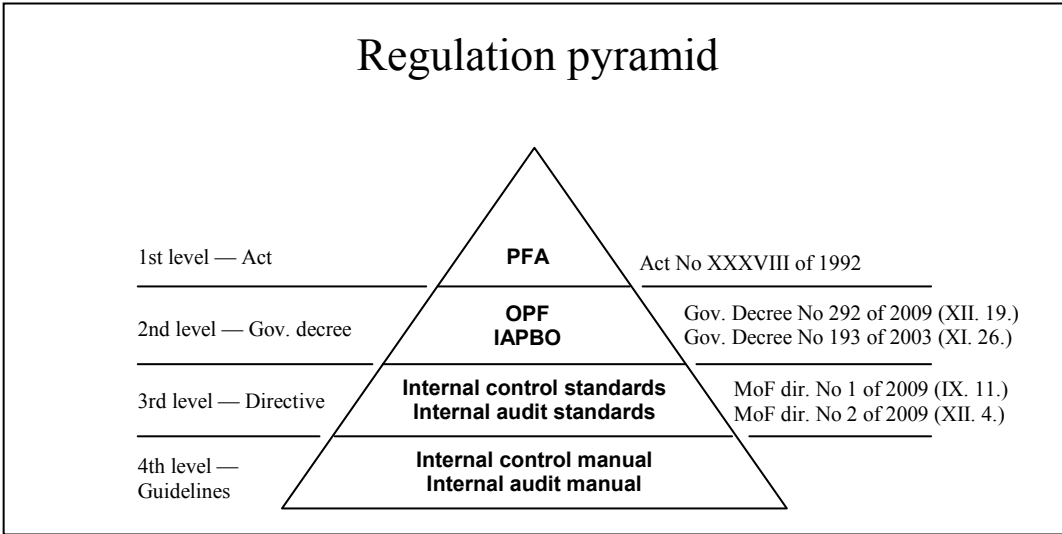 Regulation pyramid
1st level — Act
PFA
Act No XXXVIII of 1992
2nd level — Gov. decree
OPF
IAPBO
Gov. Decree No 292 of 2009 (XII. 19.)
Gov. Decree No 193 of 2003 (XI. 26.)
3rd level — Directive
Internal control standards
Internal audit standards
MoF dir. No 1 of 2009 (IX. 11.)
MoF dir. No 2 of 2009 (XII. 4.)
4th level —
Guidelines
Internal control manual
Internal audit manual